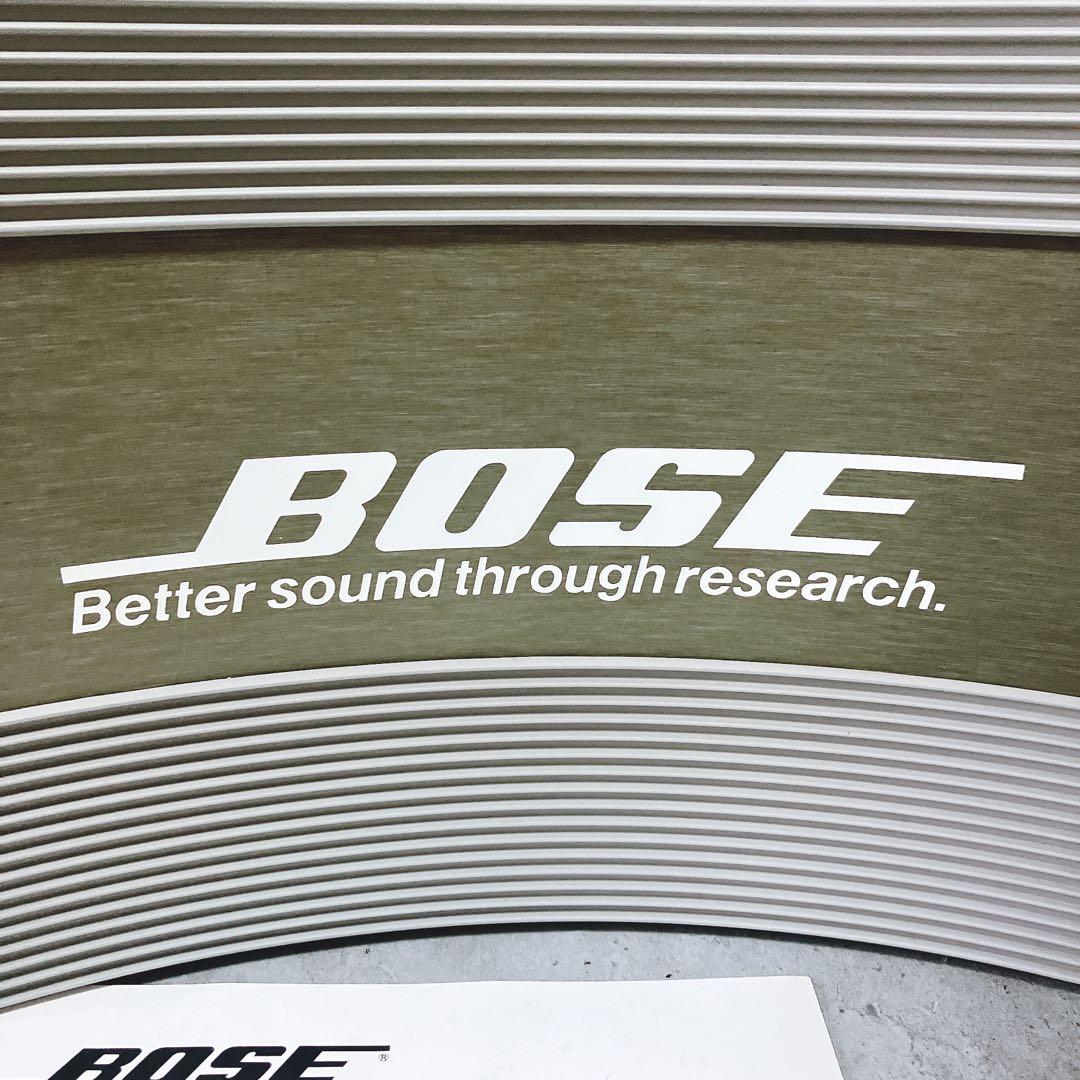 BOSE
Better sound through research.
BOSE®